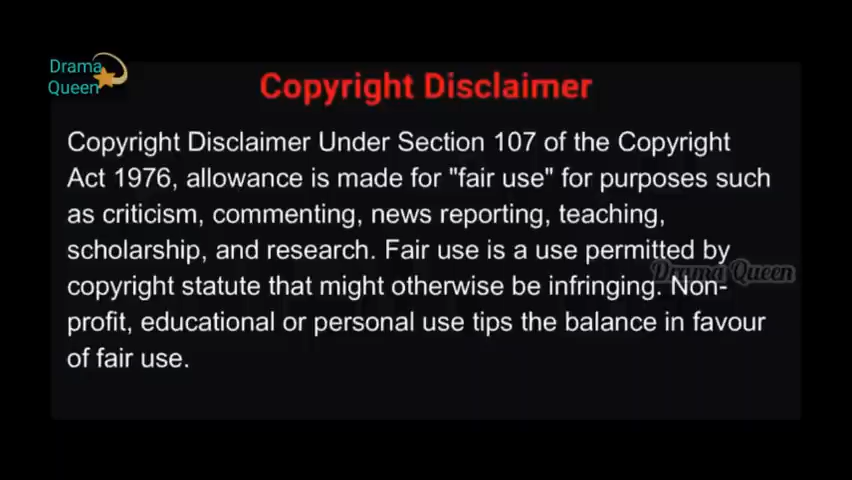 Drama
Queen
Copyright Disclaimer
Copyright Disclaimer Under Section 107 of the Copyright
Act 1976, allowance is made for "fair use" for purposes such
as criticism, commenting, news reporting, teaching,
scholarship, and research. Fair use is a use permitted by
Drama Queen
copyright statute that might otherwise be infringing. Non-
profit, educational or personal use tips the balance in favour
of fair use.